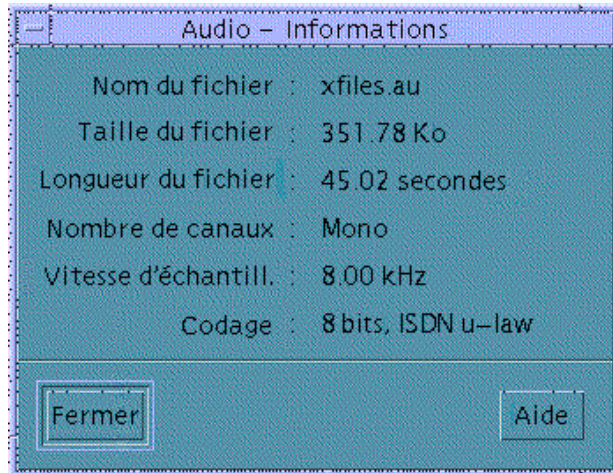 Audio – Informations
Nom du fichier : xfiles.au
Taille du fichier : 351.78 Ko
Longueur du fichier : 45.02 secondes
Nombre de canaux : Mono
Vitesse d'échantill. : 8.00 kHz
Codage : 8 bits, ISDN u–law
Fermer Aide